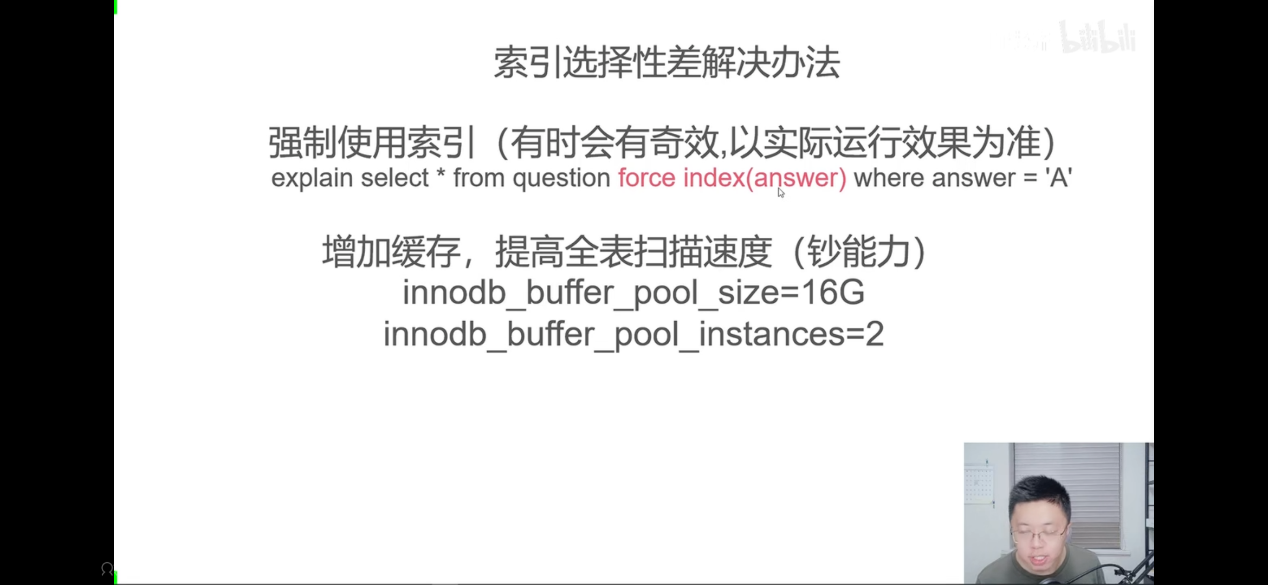 bilibili
索引选择性差解决办法
强制使用索引（有时会有奇效,以实际运行效果为准）
explain select * from question force index(answer) where answer = 'A'
增加缓存，提高全表扫描速度（钞能力）
innodb_buffer_pool_size=16G
innodb_buffer_pool_instances=2